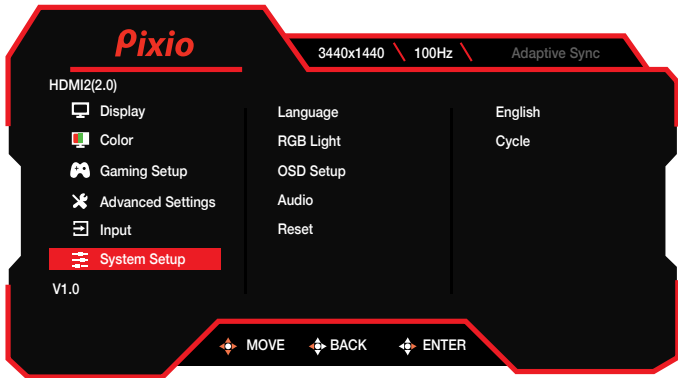 Pixio
3440x1440 \ 100Hz \ Adaptive Sync
HDMI2(2.0)
Display
Color
Gaming Setup
Advanced Settings
Input
System Setup
V1.0
Language
RGB Light
OSD Setup
Audio
Reset
English
Cycle
MOVE BACK ENTER